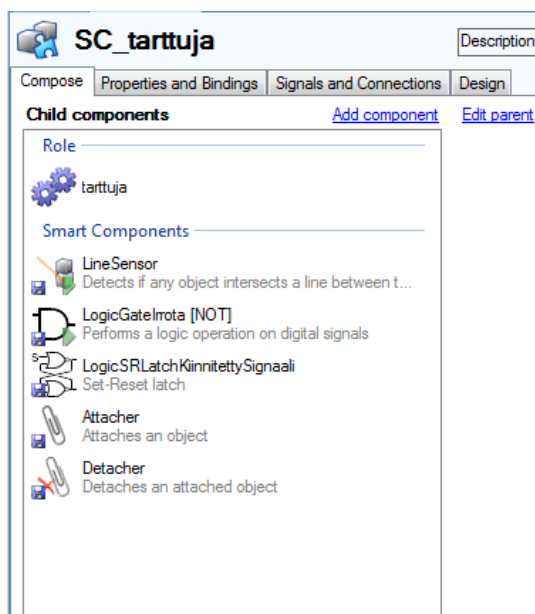 SC_tarttuja
Description
Compose
Properties and Bindings
Signals and Connections
Design
Child components
Add component
Edit parent
Role
tarttuja
Smart Components
LineSensor
Detects if any object intersects a line between t...
LogicGateIrrota [NOT]
Performs a logic operation on digital signals
LogicSRLatchKiinnitettySignaali
Set-Reset latch
Attacher
Attaches an object
Detacher
Detaches an attached object